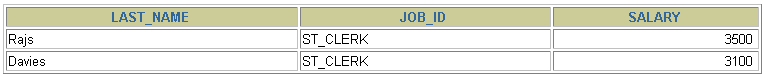 LAST_NAME JOB_ID SALARY
Rajs ST_CLERK 3500
Davies ST_CLERK 3100